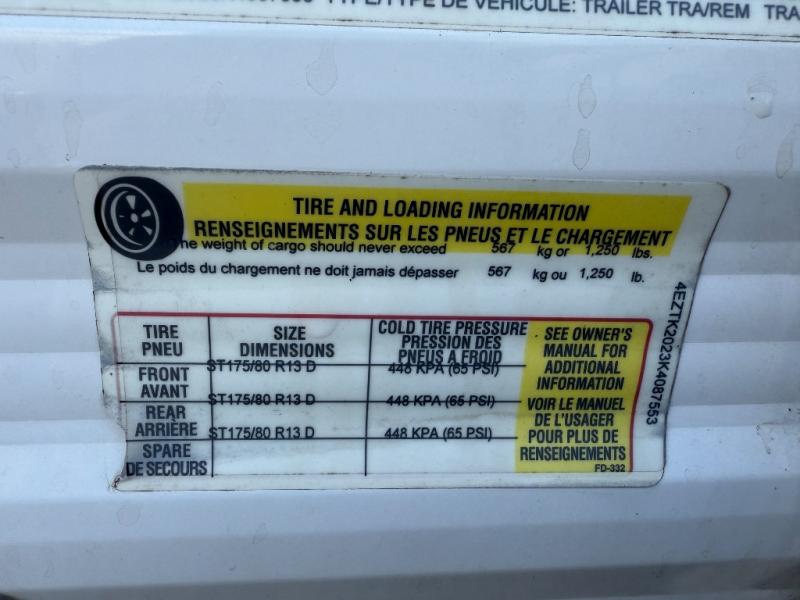 TYPE/TYPE DE VEHICULE: TRAILER TRA/REM TRA
TIRE AND LOADING INFORMATION
RENSEIGNEMENTS SUR LES PNEUS ET LE CHARGEMENT
The weight of cargo should never exceed 567 kg or 1,250 lbs.
Le poids du chargement ne doit jamais dépasser 567 kg ou 1,250 lb.
TIRE
PNEU
SIZE
DIMENSIONS
COLD TIRE PRESSURE
PRESSION DES
PNEUS A FROID
SEE OWNER'S
MANUAL FOR
ADDITIONAL
INFORMATION
VOIR LE MANUEL
DE L'USAGER
POUR PLUS DE
RENSEIGNEMENTS
FRONT
AVANT
ST175/80 R13 D
448 KPA (65 PSI)
REAR
ARRIÈRE
ST175/80 R13 D
448 KPA (65 PSI)
SPARE
DE SECOURS
ST175/80 R13 D
448 KPA (65 PSI)
FD-332
4EZTK2023K4087553